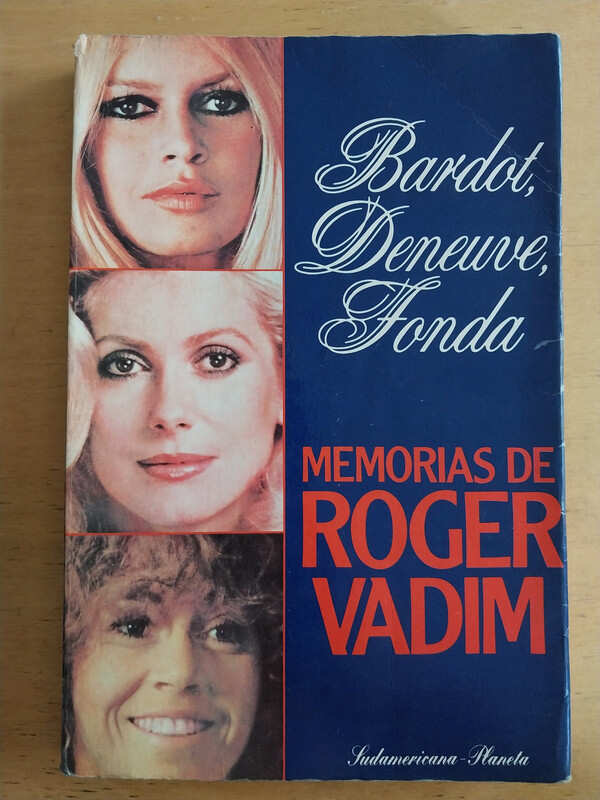 Bardot,
Deneuve,
Fonda
MEMORIAS DE
ROGER
VADIM
Sudamericana-Planeta